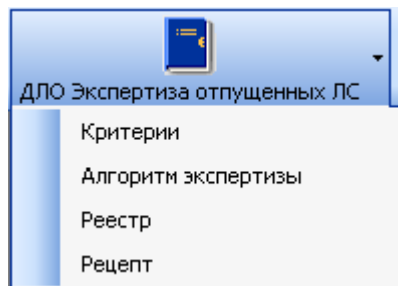 ДЛО Экспертиза отпущенных ЛС
Критерии
Алгоритм экспертизы
Реестр
Рецепт